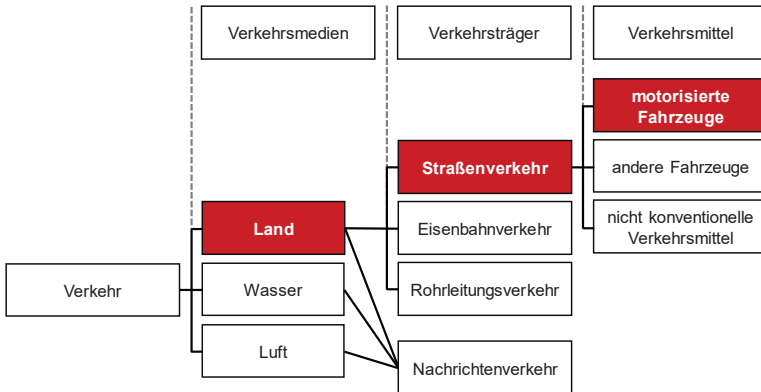 Verkehrsmedien
Verkehrsträger
Verkehrsmittel
motorisierte
Fahrzeuge
Straßenverkehr
andere Fahrzeuge
Land
Eisenbahnverkehr
nicht konventionelle
Verkehrsmittel
Verkehr
Wasser
Rohrleitungsverkehr
Luft
Nachrichtenverkehr